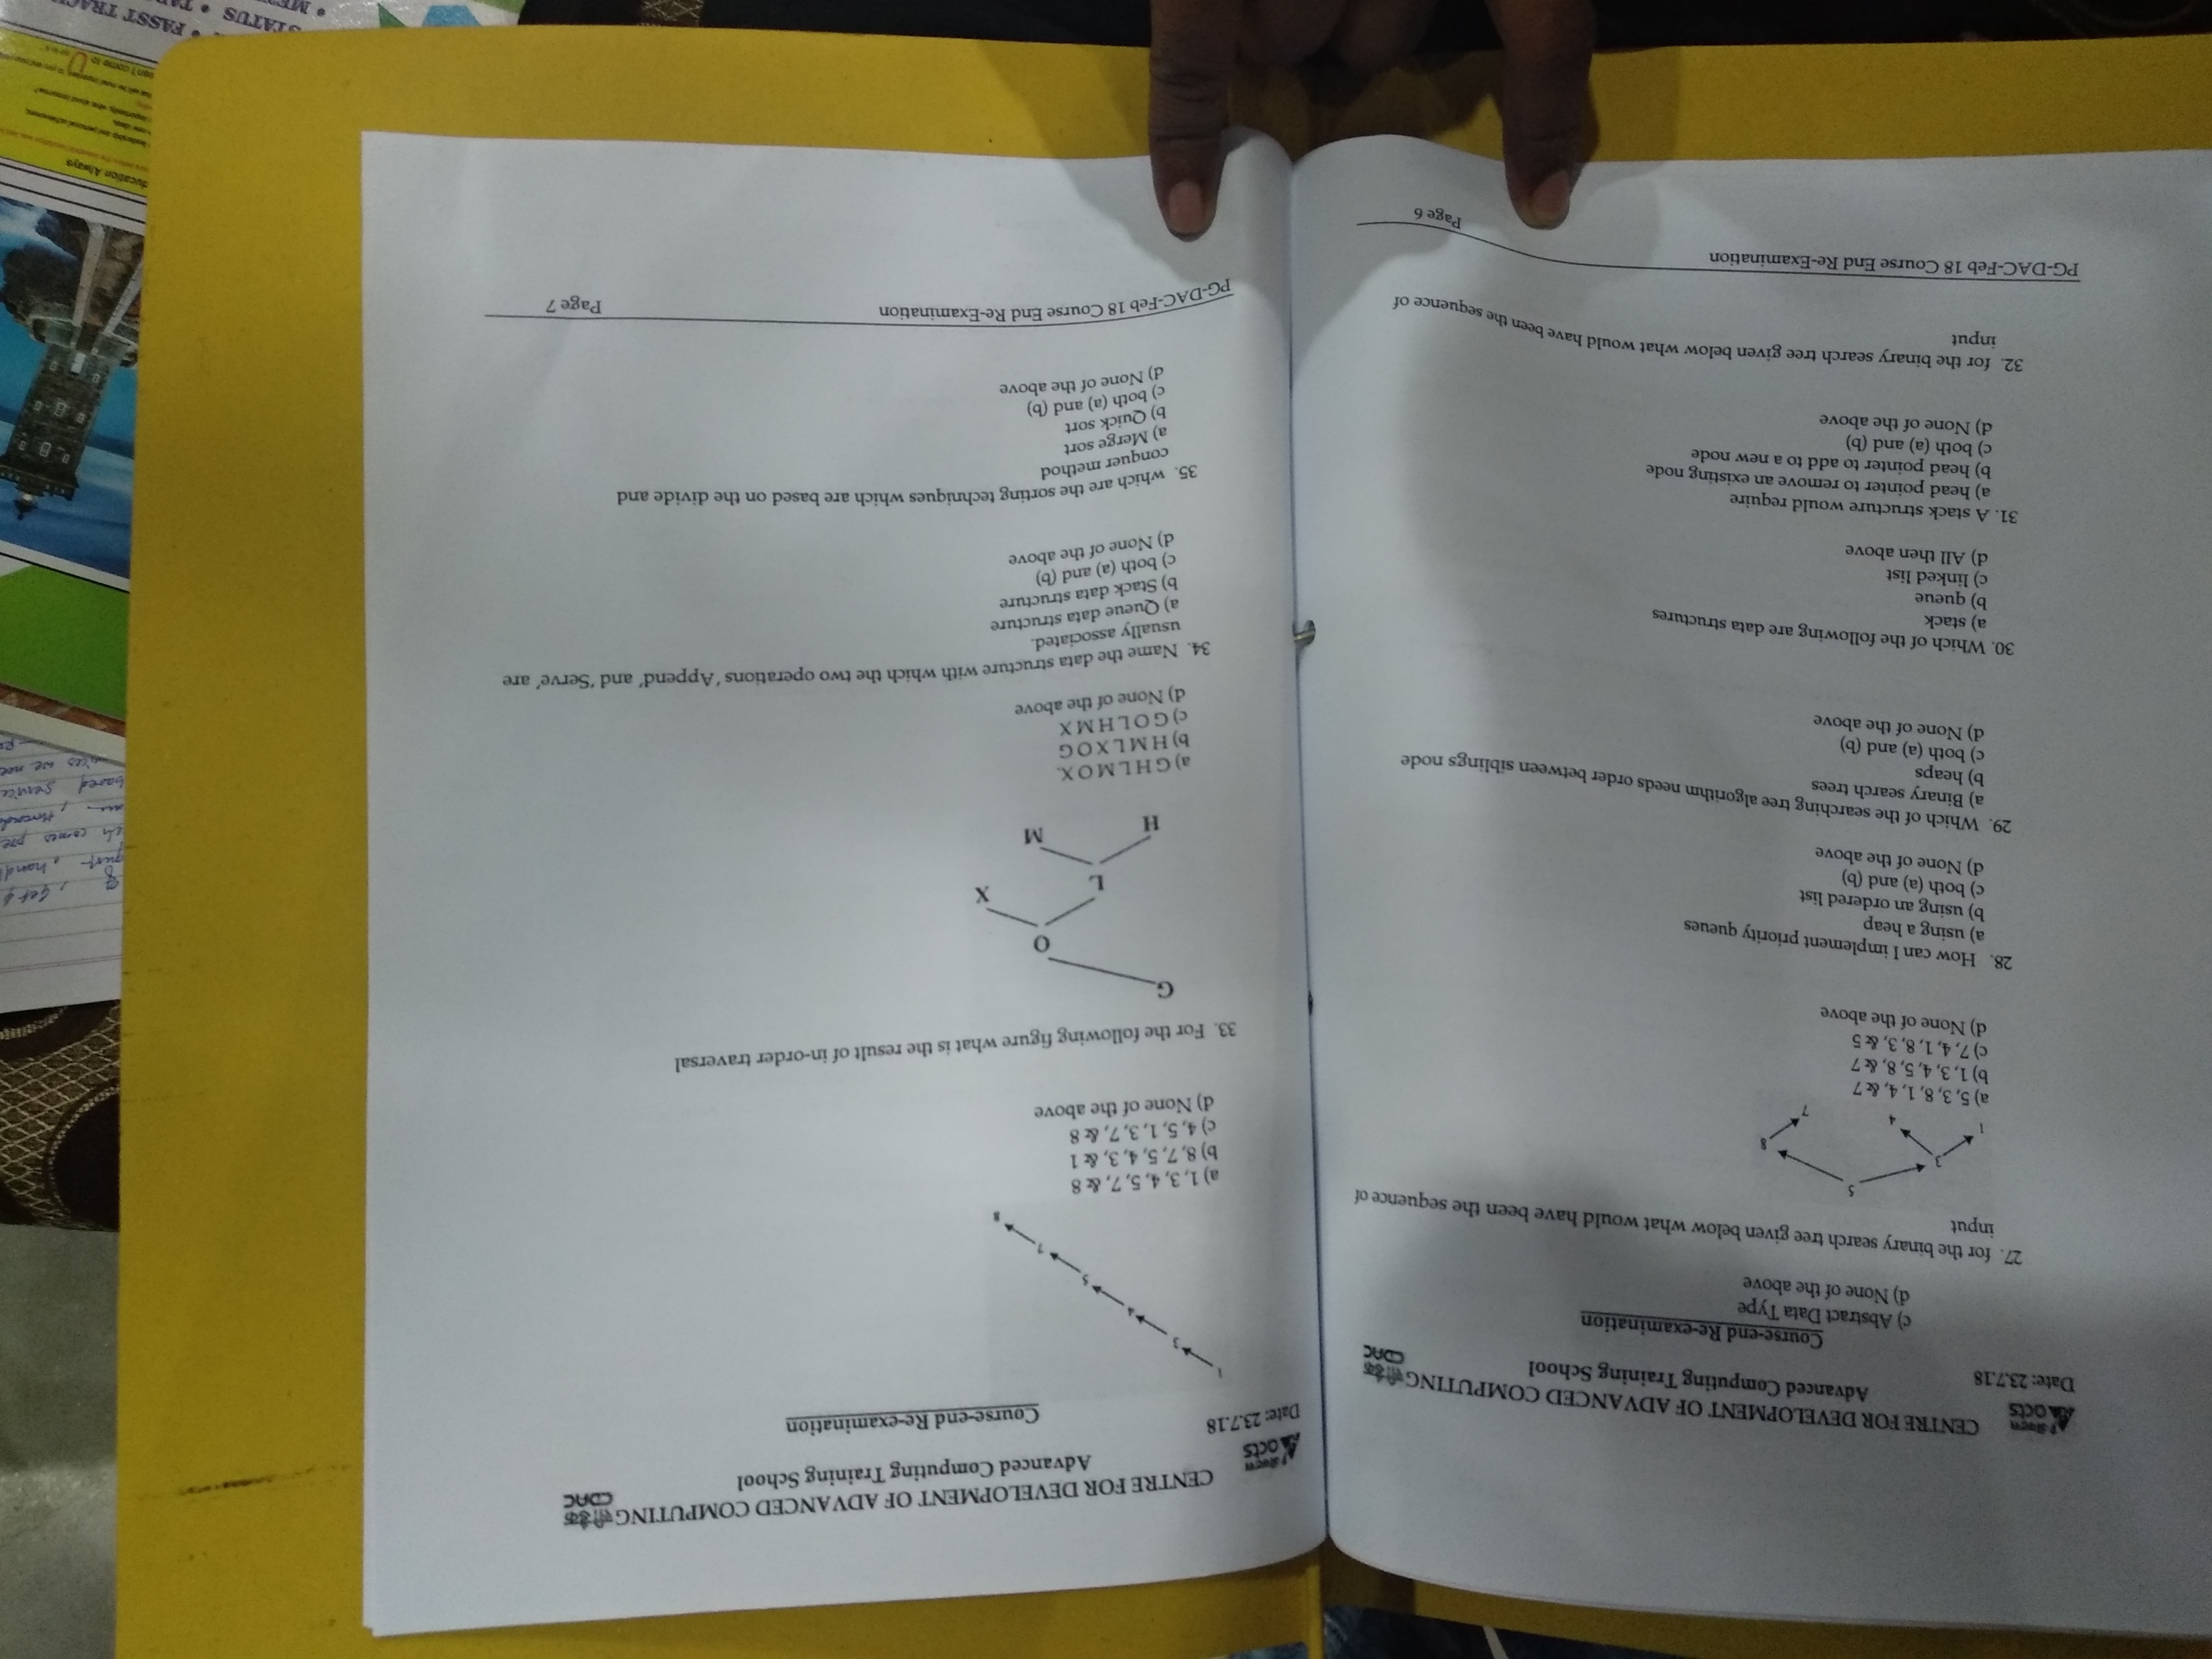 ऍक्ट्स
acts
CENTRE FOR DEVELOPMENT OF ADVANCED COMPUTING
सी डैक
CDAC
Advanced Computing Training School
Date: 23.7.18
Course-end Re-examination
c) Abstract Data Type
d) None of the above
27. for the binary search tree given below what would have been the sequence of
input
5
3
8
1
4
7
a) 5, 3, 8, 1, 4, & 7
b) 1, 3, 4, 5, 8, & 7
c) 7, 4, 1, 8, 3, & 5
d) None of the above
28. How can I implement priority queues
a) using a heap
b) using an ordered list
c) both (a) and (b)
d) None of the above
29. Which of the searching tree algorithm needs order between siblings node
a) Binary search trees
b) heaps
c) both (a) and (b)
d) None of the above
30. Which of the following are data structures
a) stack
b) queue
c) linked list
d) All then above
31. A stack structure would require
a) head pointer to remove an existing node
b) head pointer to add to a new node
c) both (a) and (b)
d) None of the above
32. for the binary search tree given below what would have been the sequence of
input
PG-DAC-Feb 18 Course End Re-Examination
Page 6
ऍक्ट्स
acts
CENTRE FOR DEVELOPMENT OF ADVANCED COMPUTING
सी डैक
CDAC
Advanced Computing Training School
Date: 23.7.18
Course-end Re-examination
1
3
4
5
7
8
a) 1, 3, 4, 5, 7, & 8
b) 8, 7, 5, 4, 3, & 1
c) 4, 5, 1, 3, 7, & 8
d) None of the above
33. For the following figure what is the result of in-order traversal
G
O
L
X
H
M
a) G H L M O X.
b) H M L X O G
c) G O L H M X
d) None of the above
34. Name the data structure with which the two operations 'Append' and 'Serve' are
usually associated.
a) Queue data structure
b) Stack data structure
c) both (a) and (b)
d) None of the above
35. which are the sorting techniques which are based on the divide and
conquer method
a) Merge sort
b) Quick sort
c) both (a) and (b)
d) None of the above
PG-DAC-Feb 18 Course End Re-Examination
Page 7
, Get
, hand
comes pre
, thread
service
we
ducation Always
STATUS • 
• FASST TRAC